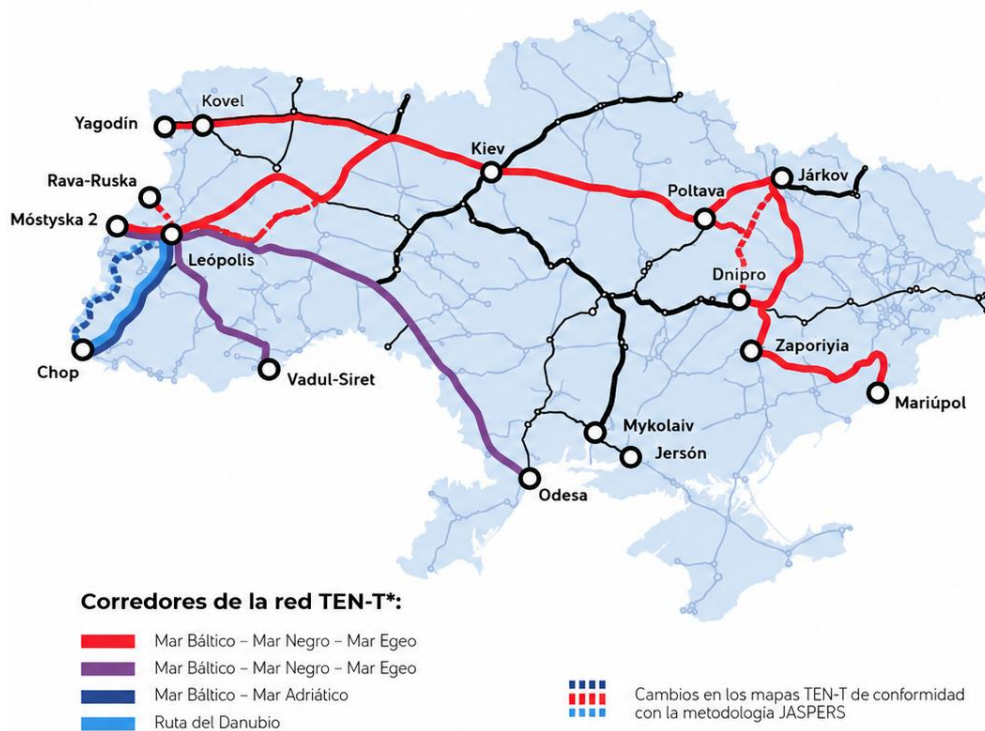 Kovel
Yagodín
Kiev
Rava-Ruska
Járkov
Poltava
Móstyska 2
Leópolis
Dnipro
Chop
Vadul-Siret
Zaporiyia
Mariúpol
Mykolaiv
Jersón
Odesa
Corredores de la red TEN-T*:
Mar Báltico – Mar Negro – Mar Egeo
Mar Báltico – Mar Negro – Mar Egeo
Mar Báltico – Mar Adriático
Ruta del Danubio
Cambios en los mapas TEN-T de conformidad
con la metodología JASPERS